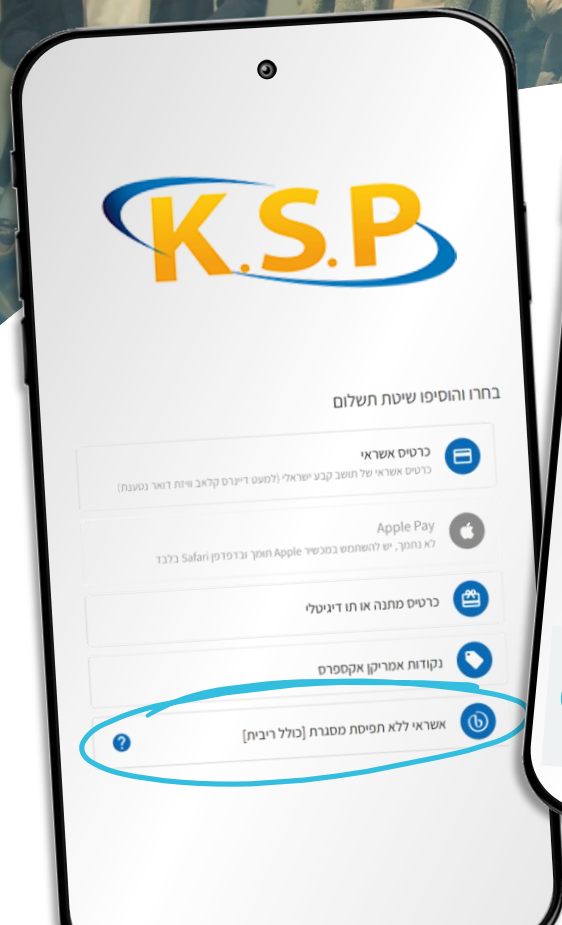 K.S.P
בחרו והוסיפו שיטת תשלום
כרטיס אשראי
כרטיס אשראי של תושב קבע ישראלי (למעט דיינרס קלאב וויזת דואר נטענת)
Apple Pay
לא נתמך, יש להשתמש במכשיר Apple תומך ובדפדפן Safari בלבד
כרטיס מתנה או תו דיגיטלי
נקודות אמריקן אקספרס
אשראי ללא תפיסת מסגרת [כולל ריבית]
?